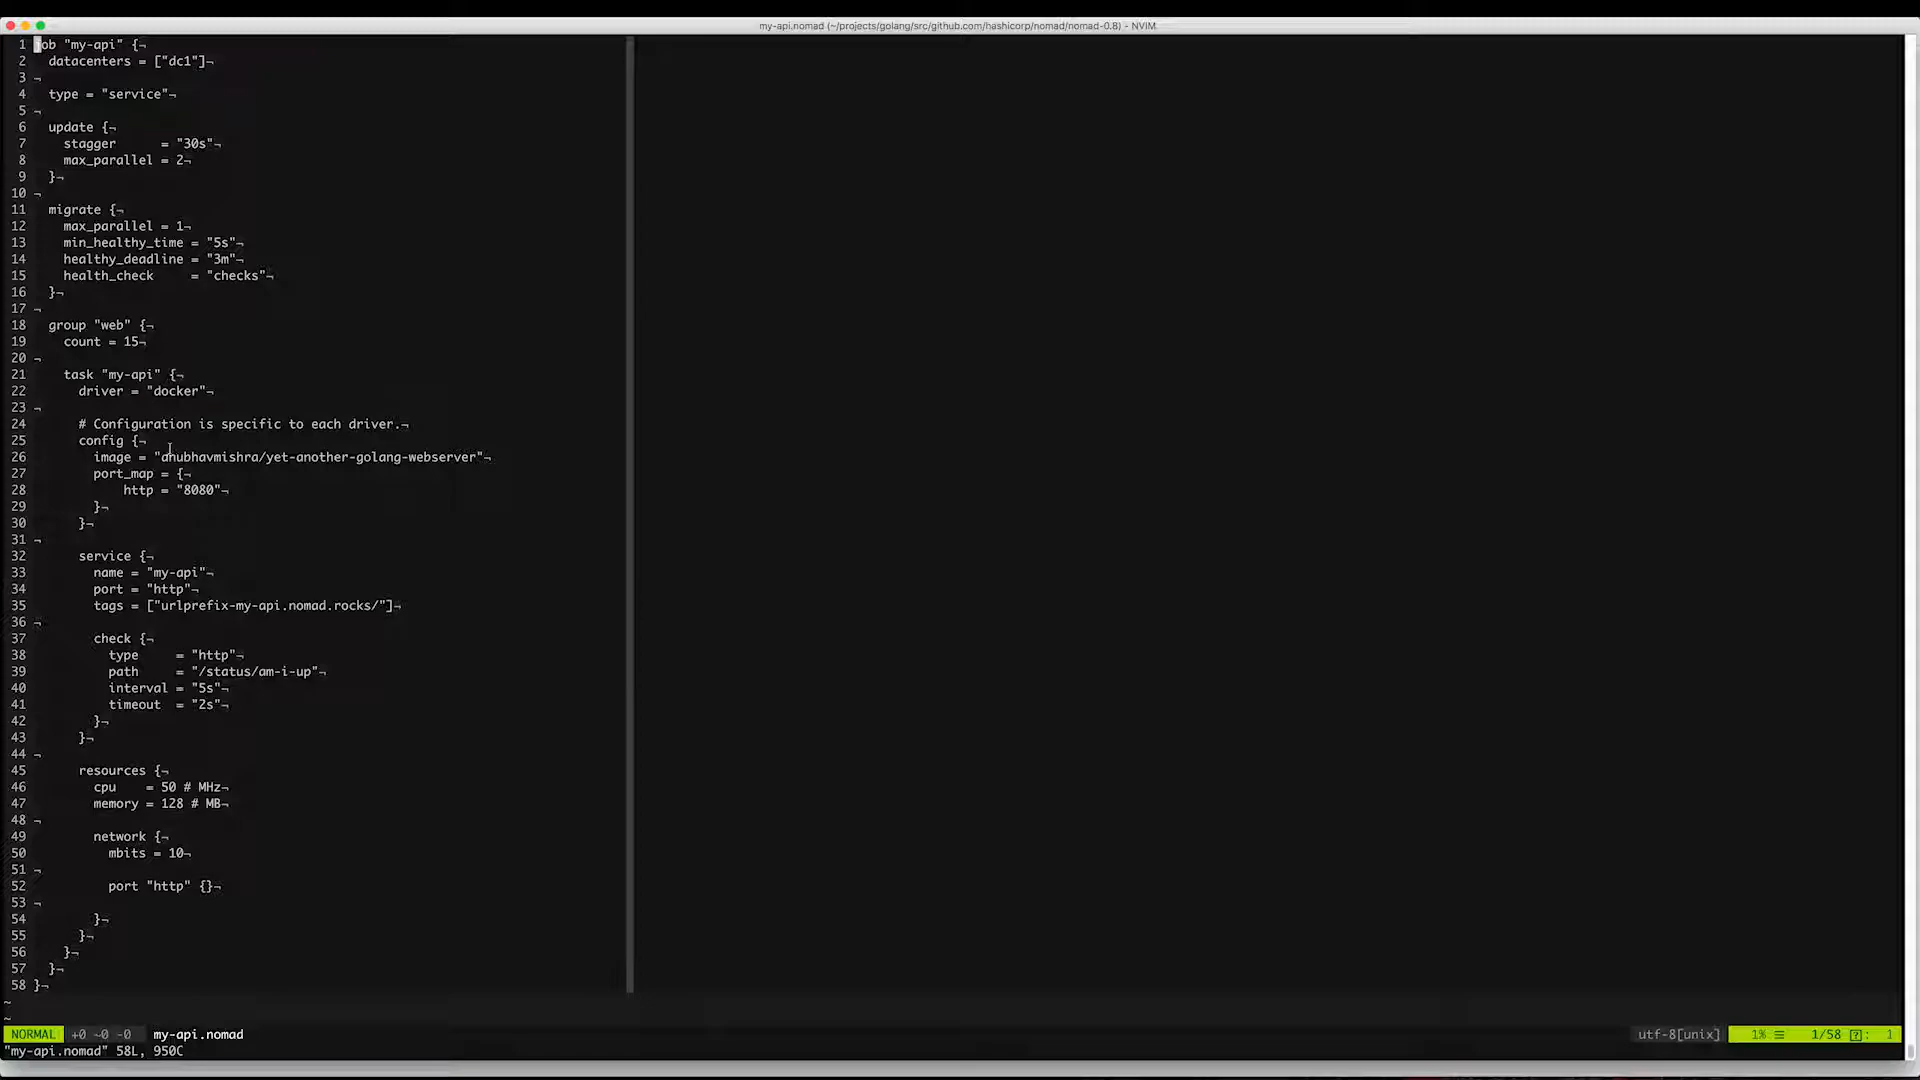 my-api.nomad (~/projects/golang/src/github.com/hashicorp/nomad/nomad-0.8) - NVIM
1 job "my-api" {¬
2   datacenters = ["dc1"]¬
3 ¬
4   type = "service"¬
5 ¬
6   update {¬
7     stagger      = "30s"¬
8     max_parallel = 2¬
9   }¬
10 ¬
11   migrate {¬
12     max_parallel = 1¬
13     min_healthy_time = "5s"¬
14     healthy_deadline = "3m"¬
15     health_check     = "checks"¬
16   }¬
17 ¬
18   group "web" {¬
19     count = 15¬
20 ¬
21     task "my-api" {¬
22       driver = "docker"¬
23 ¬
24       # Configuration is specific to each driver.¬
25       config {¬
26         image = "anubhavmishra/yet-another-golang-webserver"¬
27         port_map = {¬
28             http = "8080"¬
29         }¬
30       }¬
31 ¬
32       service {¬
33         name = "my-api"¬
34         port = "http"¬
35         tags = ["urlprefix-my-api.nomad.rocks/"]¬
36 ¬
37         check {¬
38           type     = "http"¬
39           path     = "/status/am-i-up"¬
40           interval = "5s"¬
41           timeout  = "2s"¬
42         }¬
43       }¬
44 ¬
45       resources {¬
46         cpu    = 50 # MHz¬
47         memory = 128 # MB¬
48 ¬
49         network {¬
50           mbits = 10¬
51 ¬
52           port "http" {}¬
53 ¬
54         }¬
55       }¬
56     }¬
57   }¬
58 }¬
~
~
NORMAL +0 ~0 -0 my-api.nomad utf-8[unix] 1% ☰ 1/58 : 1
"my-api.nomad" 58L, 950C